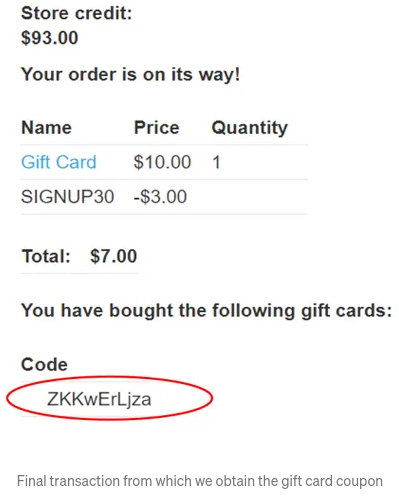 Store credit:
$93.00
Your order is on its way!
Name Price Quantity
Gift Card $10.00 1
SIGNUP30 -$3.00
Total: $7.00
You have bought the following gift cards:
Code
ZKKwErLjza
Final transaction from which we obtain the gift card coupon